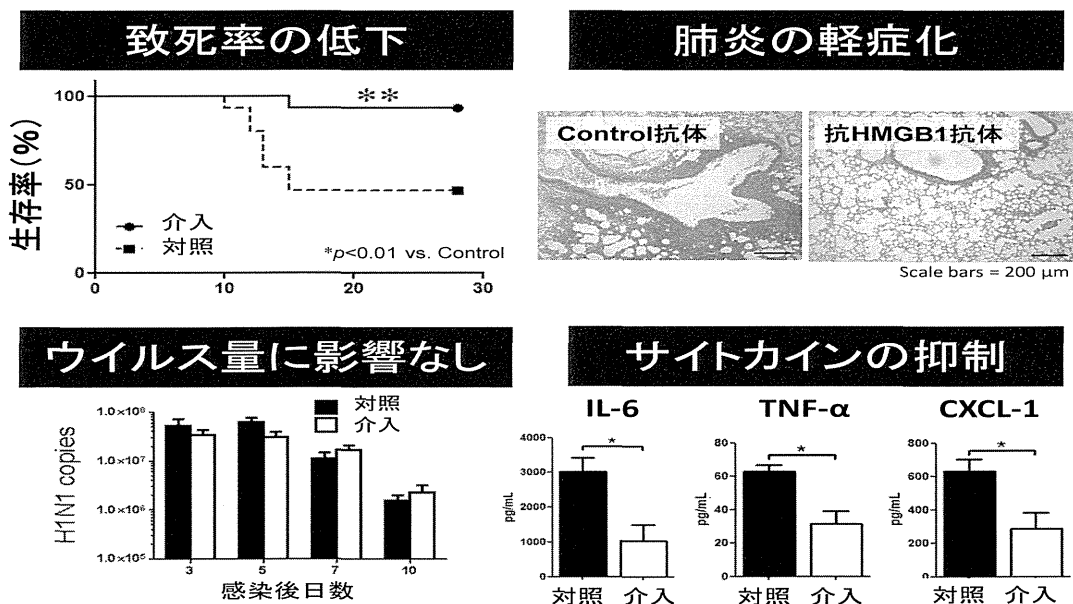 致死率の低下
100
**
生存率(%)
50
介入
対照
*p<0.01 vs. Control
0
0
10
20
30
肺炎の軽症化
Control抗体
抗HMGB1抗体
Scale bars = 200 μm
ウイルス量に影響なし
対照
介入
H1N1 copies
1.0×10⁸
1.0×10⁷
1.0×10⁶
1.0×10⁵
3
5
7
10
感染後日数
サイトカインの抑制
IL-6
*
pg/mL
4000
3000
2000
1000
0
対照 介入
TNF-α
*
pg/mL
60
40
20
0
対照 介入
CXCL-1
*
pg/mL
800
600
400
200
0
対照 介入